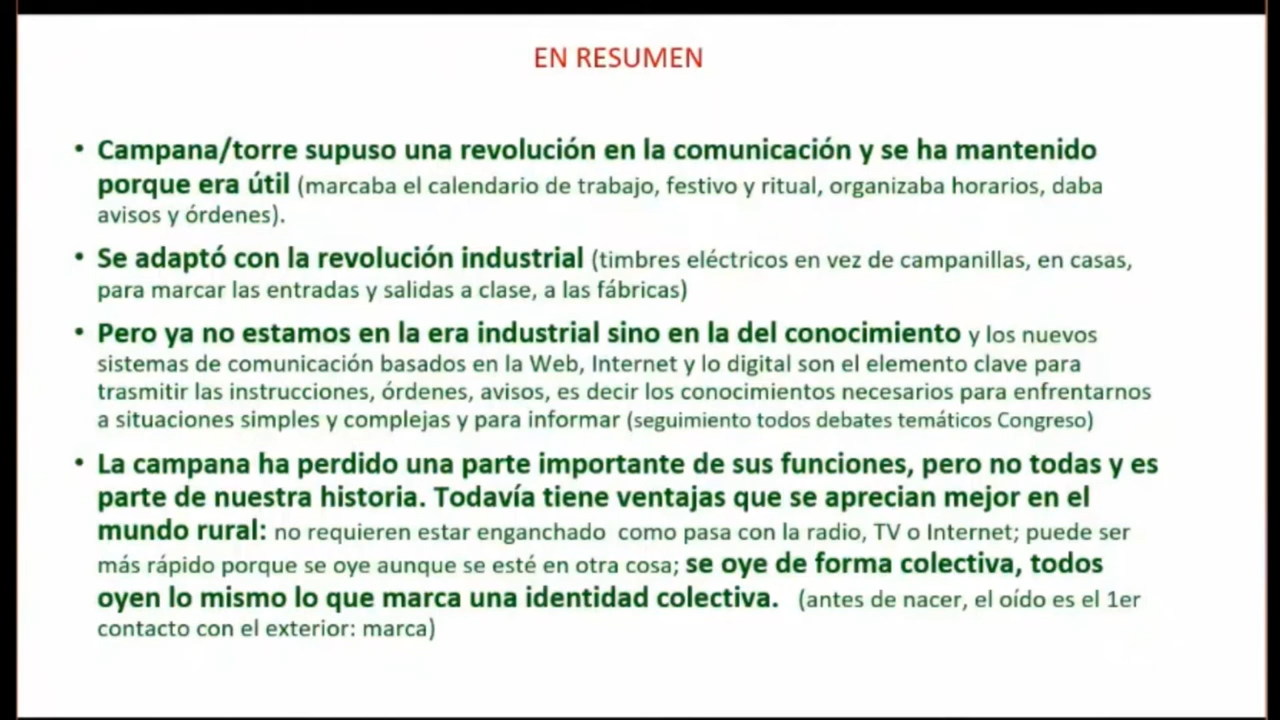 EN RESUMEN
• Campana/torre supuso una revolución en la comunicación y se ha mantenido
porque era útil (marcaba el calendario de trabajo, festivo y ritual, organizaba horarios, daba
avisos y órdenes).
• Se adaptó con la revolución industrial (timbres eléctricos en vez de campanillas, en casas,
para marcar las entradas y salidas a clase, a las fábricas)
• Pero ya no estamos en la era industrial sino en la del conocimiento y los nuevos
sistemas de comunicación basados en la Web, Internet y lo digital son el elemento clave para
trasmitir las instrucciones, órdenes, avisos, es decir los conocimientos necesarios para enfrentarnos
a situaciones simples y complejas y para informar (seguimiento todos debates temáticos Congreso)
• La campana ha perdido una parte importante de sus funciones, pero no todas y es
parte de nuestra historia. Todavía tiene ventajas que se aprecian mejor en el
mundo rural: no requieren estar enganchado como pasa con la radio, TV o Internet; puede ser
más rápido porque se oye aunque se esté en otra cosa; se oye de forma colectiva, todos
oyen lo mismo lo que marca una identidad colectiva. (antes de nacer, el oído es el 1er
contacto con el exterior: marca)